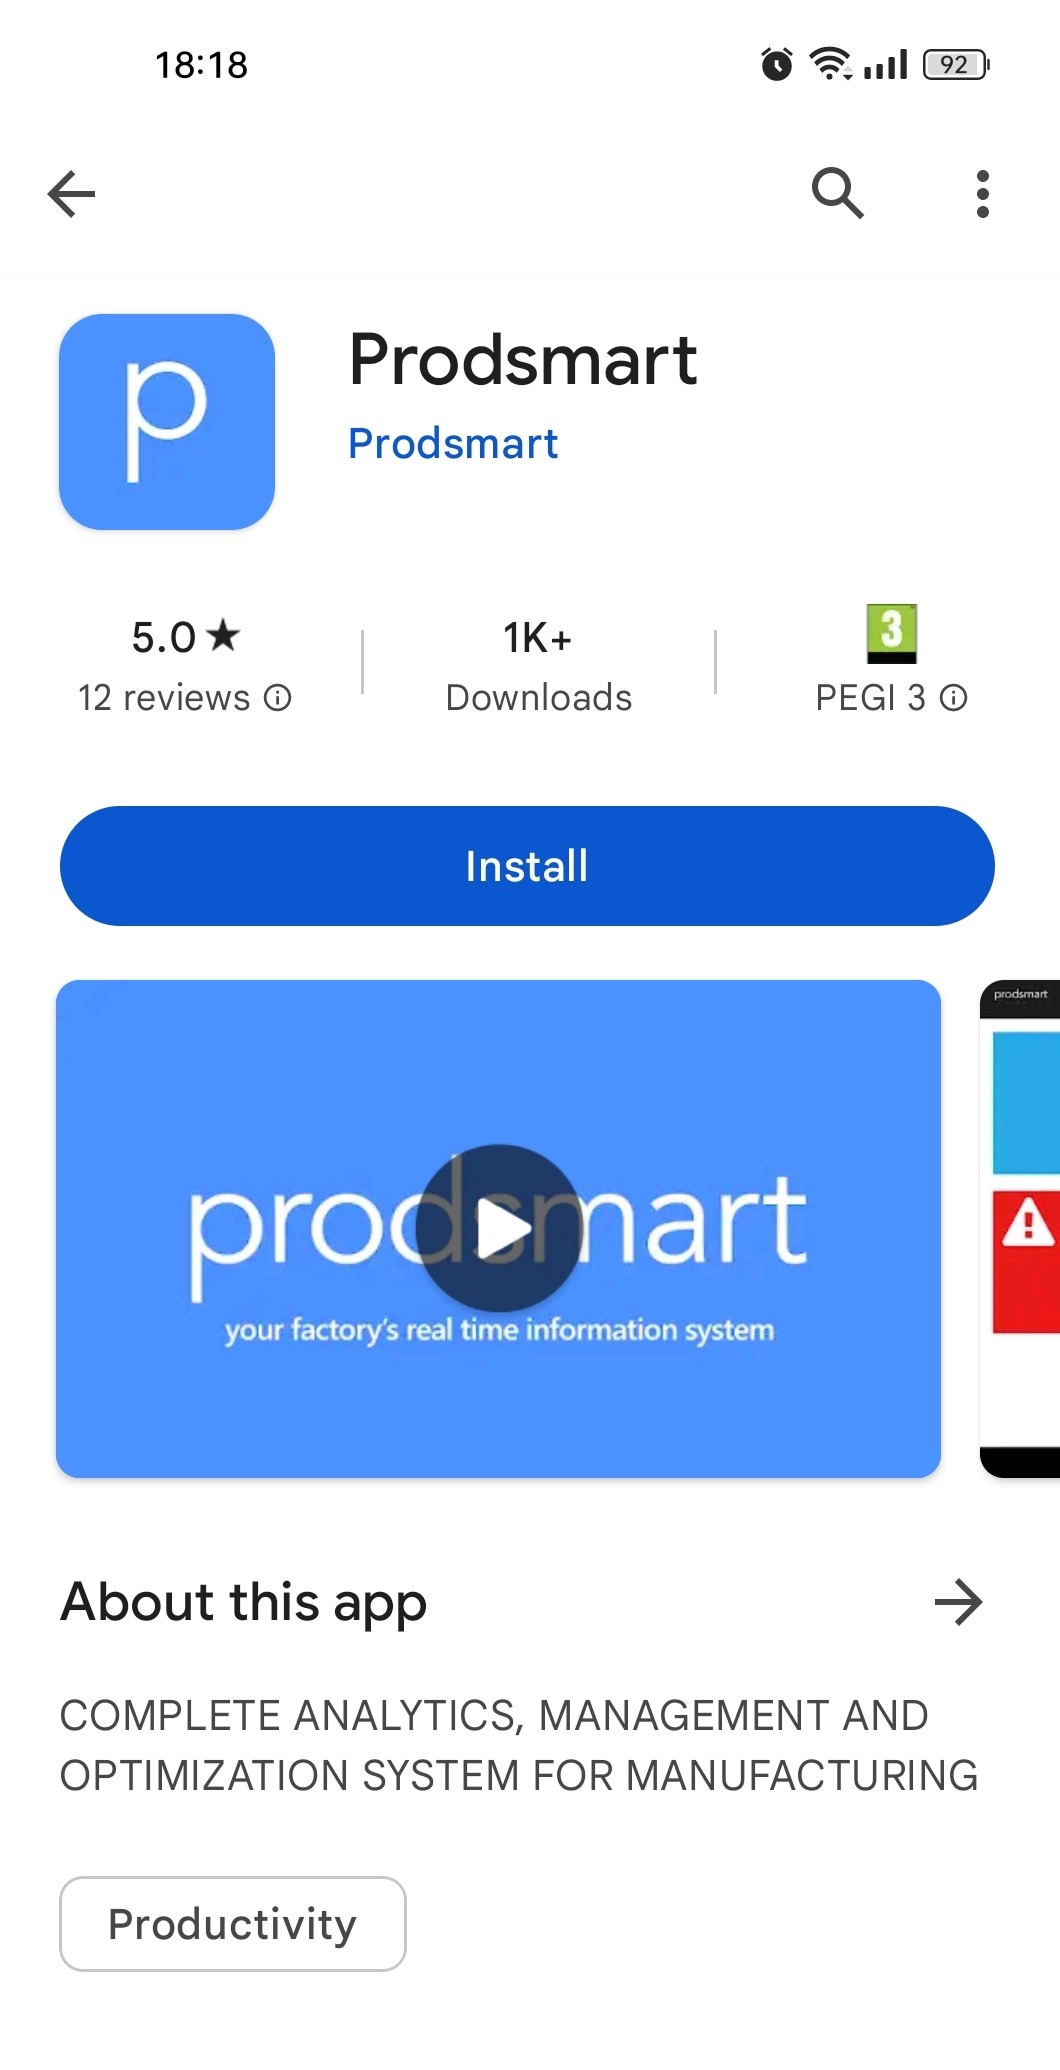 18:18
92
p
Prodsmart
Prodsmart
5.0 ★
12 reviews
1K+
Downloads
3
PEGI 3
Install
prodsmart
your factory's real time information system
prodsmart
About this app
COMPLETE ANALYTICS, MANAGEMENT AND
OPTIMIZATION SYSTEM FOR MANUFACTURING
Productivity